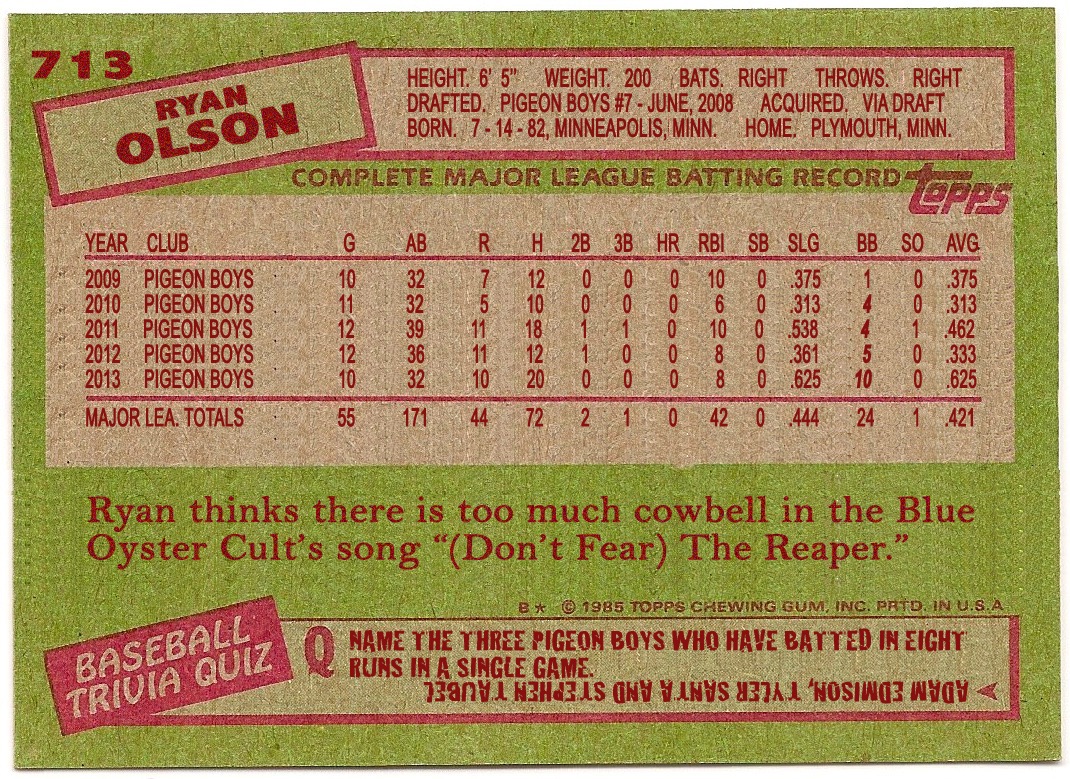 713
RYAN
OLSON
HEIGHT. 6' 5" WEIGHT. 200 BATS. RIGHT THROWS. RIGHT
DRAFTED. PIGEON BOYS #7 - JUNE, 2008 ACQUIRED. VIA DRAFT
BORN. 7 - 14 - 82, MINNEAPOLIS, MINN. HOME. PLYMOUTH, MINN.
COMPLETE MAJOR LEAGUE BATTING RECORD topps
YEAR CLUB G AB R H 2B 3B HR RBI SB SLG BB SO AVG.
2009 PIGEON BOYS 10 32 7 12 0 0 0 10 0 .375 1 0 .375
2010 PIGEON BOYS 11 32 5 10 0 0 0 6 0 .313 4 0 .313
2011 PIGEON BOYS 12 39 11 18 1 1 0 10 0 .538 4 1 .462
2012 PIGEON BOYS 12 36 11 12 1 0 0 8 0 .361 5 0 .333
2013 PIGEON BOYS 10 32 10 20 0 0 0 8 0 .625 10 0 .625
MAJOR LEA. TOTALS 55 171 44 72 2 1 0 42 0 .444 24 1 .421
Ryan thinks there is too much cowbell in the Blue
Oyster Cult's song “(Don't Fear) The Reaper.”
B★ © 1985 TOPPS CHEWING GUM, INC. PRTD. IN U.S.A
BASEBALL
TRIVIA QUIZ
Q NAME THE THREE PIGEON BOYS WHO HAVE BATTED IN EIGHT
RUNS IN A SINGLE GAME.
ADAM EDMISON, TYLER SANTA AND STEPHEN TAUBEL